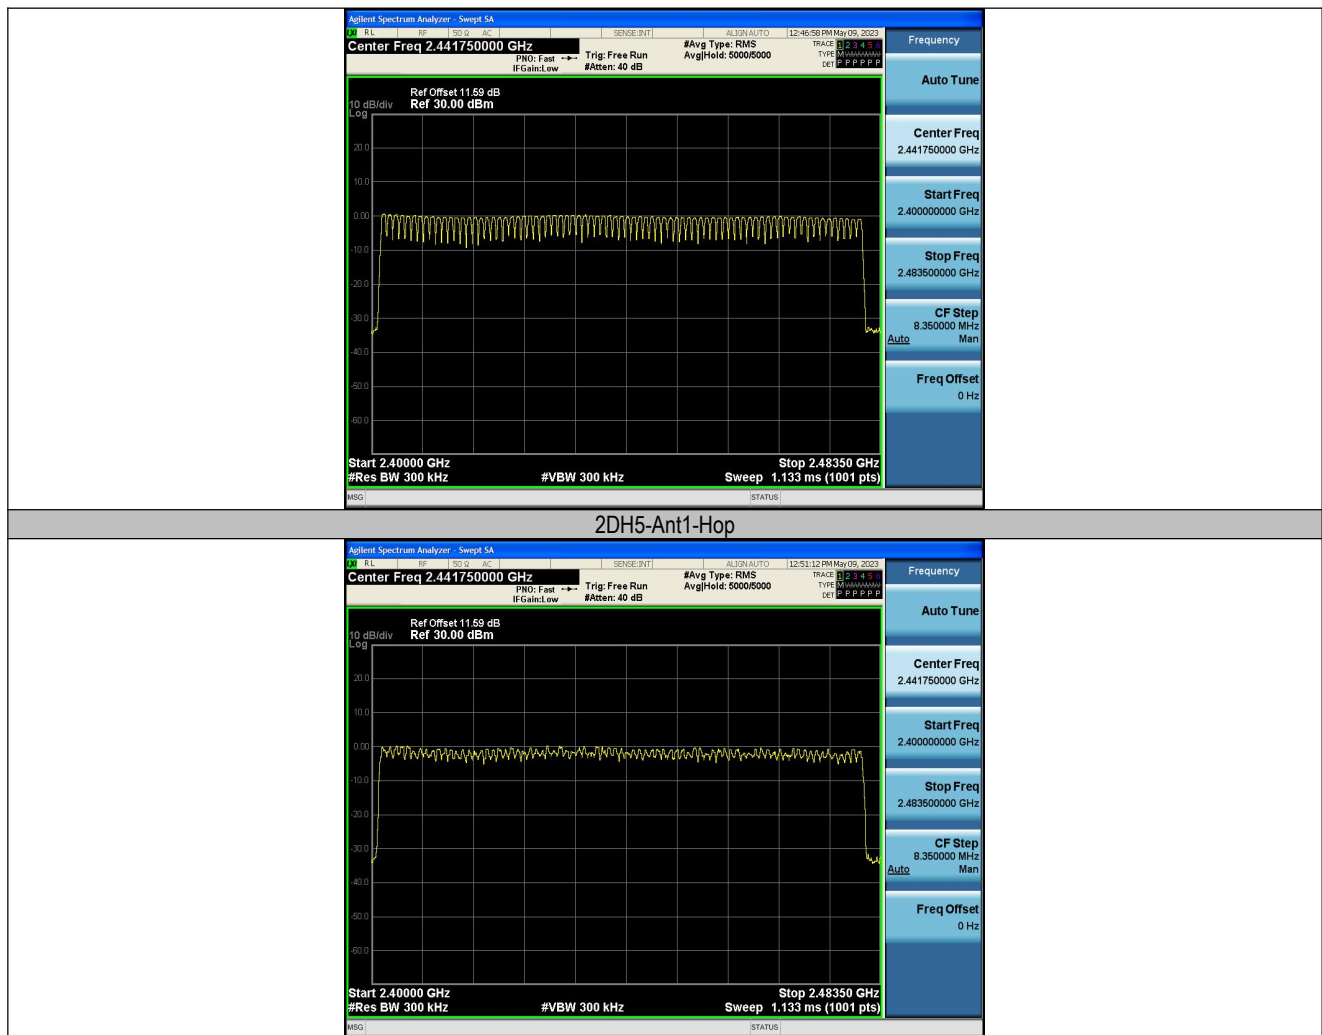 Agilent Spectrum Analyzer - Swept SA
RL RF 50 Ω AC SENSE:INT ALIGN AUTO 12:46:58 PM May 09, 2023
Center Freq 2.441750000 GHz
PNO: Fast
IFGain:Low
Trig: Free Run
#Atten: 40 dB
#Avg Type: RMS
Avg|Hold: 5000/5000
TRACE 1 2 3 4 5 6
TYPE M
DET P P P P P P
Ref Offset 11.59 dB
10 dB/div Ref 30.00 dBm
Log
20.0
10.0
0.00
-10.0
-20.0
-30.0
-40.0
-50.0
-60.0
Start 2.40000 GHz Stop 2.48350 GHz
#Res BW 300 kHz #VBW 300 kHz Sweep 1.133 ms (1001 pts)
MSG STATUS
Frequency
Auto Tune
Center Freq
2.441750000 GHz
Start Freq
2.400000000 GHz
Stop Freq
2.483500000 GHz
CF Step
8.350000 MHz
Auto Man
Freq Offset
0 Hz
2DH5-Ant1-Hop
Agilent Spectrum Analyzer - Swept SA
RL RF 50 Ω AC SENSE:INT ALIGN AUTO 12:51:12 PM May 09, 2023
Center Freq 2.441750000 GHz
PNO: Fast
IFGain:Low
Trig: Free Run
#Atten: 40 dB
#Avg Type: RMS
Avg|Hold: 5000/5000
TRACE 1 2 3 4 5 6
TYPE M
DET P P P P P P
Ref Offset 11.59 dB
10 dB/div Ref 30.00 dBm
Log
20.0
10.0
0.00
-10.0
-20.0
-30.0
-40.0
-50.0
-60.0
Start 2.40000 GHz Stop 2.48350 GHz
#Res BW 300 kHz #VBW 300 kHz Sweep 1.133 ms (1001 pts)
MSG STATUS
Frequency
Auto Tune
Center Freq
2.441750000 GHz
Start Freq
2.400000000 GHz
Stop Freq
2.483500000 GHz
CF Step
8.350000 MHz
Auto Man
Freq Offset
0 Hz